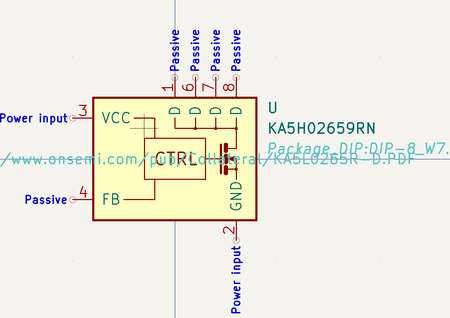 Passive Passive Passive Passive
1 6 7 8
U
KA5H02659RN
Package_DIP:DIP-8_W7.
Power input 3 VCC D D D D
/www.onsemi.com/pub/Collateral/KA5L0265R-D.PDF
CTRL
Passive 4 FB GND
2
Power input